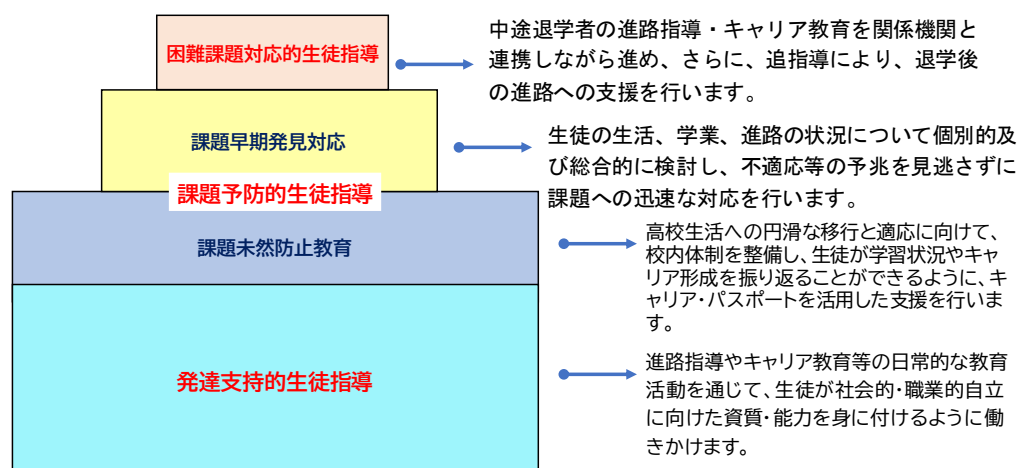 困難課題対応的生徒指導
中途退学者の進路指導・キャリア教育を関係機関と
連携しながら進め、さらに、追指導により、退学後
の進路への支援を行います。
課題早期発見対応
生徒の生活、学業、進路の状況について個別的及
び総合的に検討し、不適応等の予兆を見逃さずに
課題への迅速な対応を行います。
課題予防的生徒指導
課題未然防止教育
高校生活への円滑な移行と適応に向けて、
校内体制を整備し、生徒が学習状況やキャ
リア形成を振り返ることができるように、キ
ャリア・パスポートを活用した支援を行いま
す。
発達支持的生徒指導
進路指導やキャリア教育等の日常的な教育
活動を通じて、生徒が社会的・職業的自立
に向けた資質・能力を身に付けるように働
きかけます。